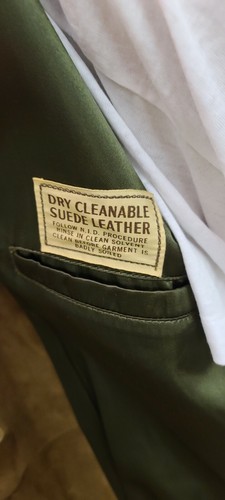 DRY CLEANABLE
SUEDE LEATHER
FOLLOW N.I.D. PROCEDURE
RINSE IN CLEAN SOLVENT
CLEAN BEFORE GARMENT IS
BADLY SOILED